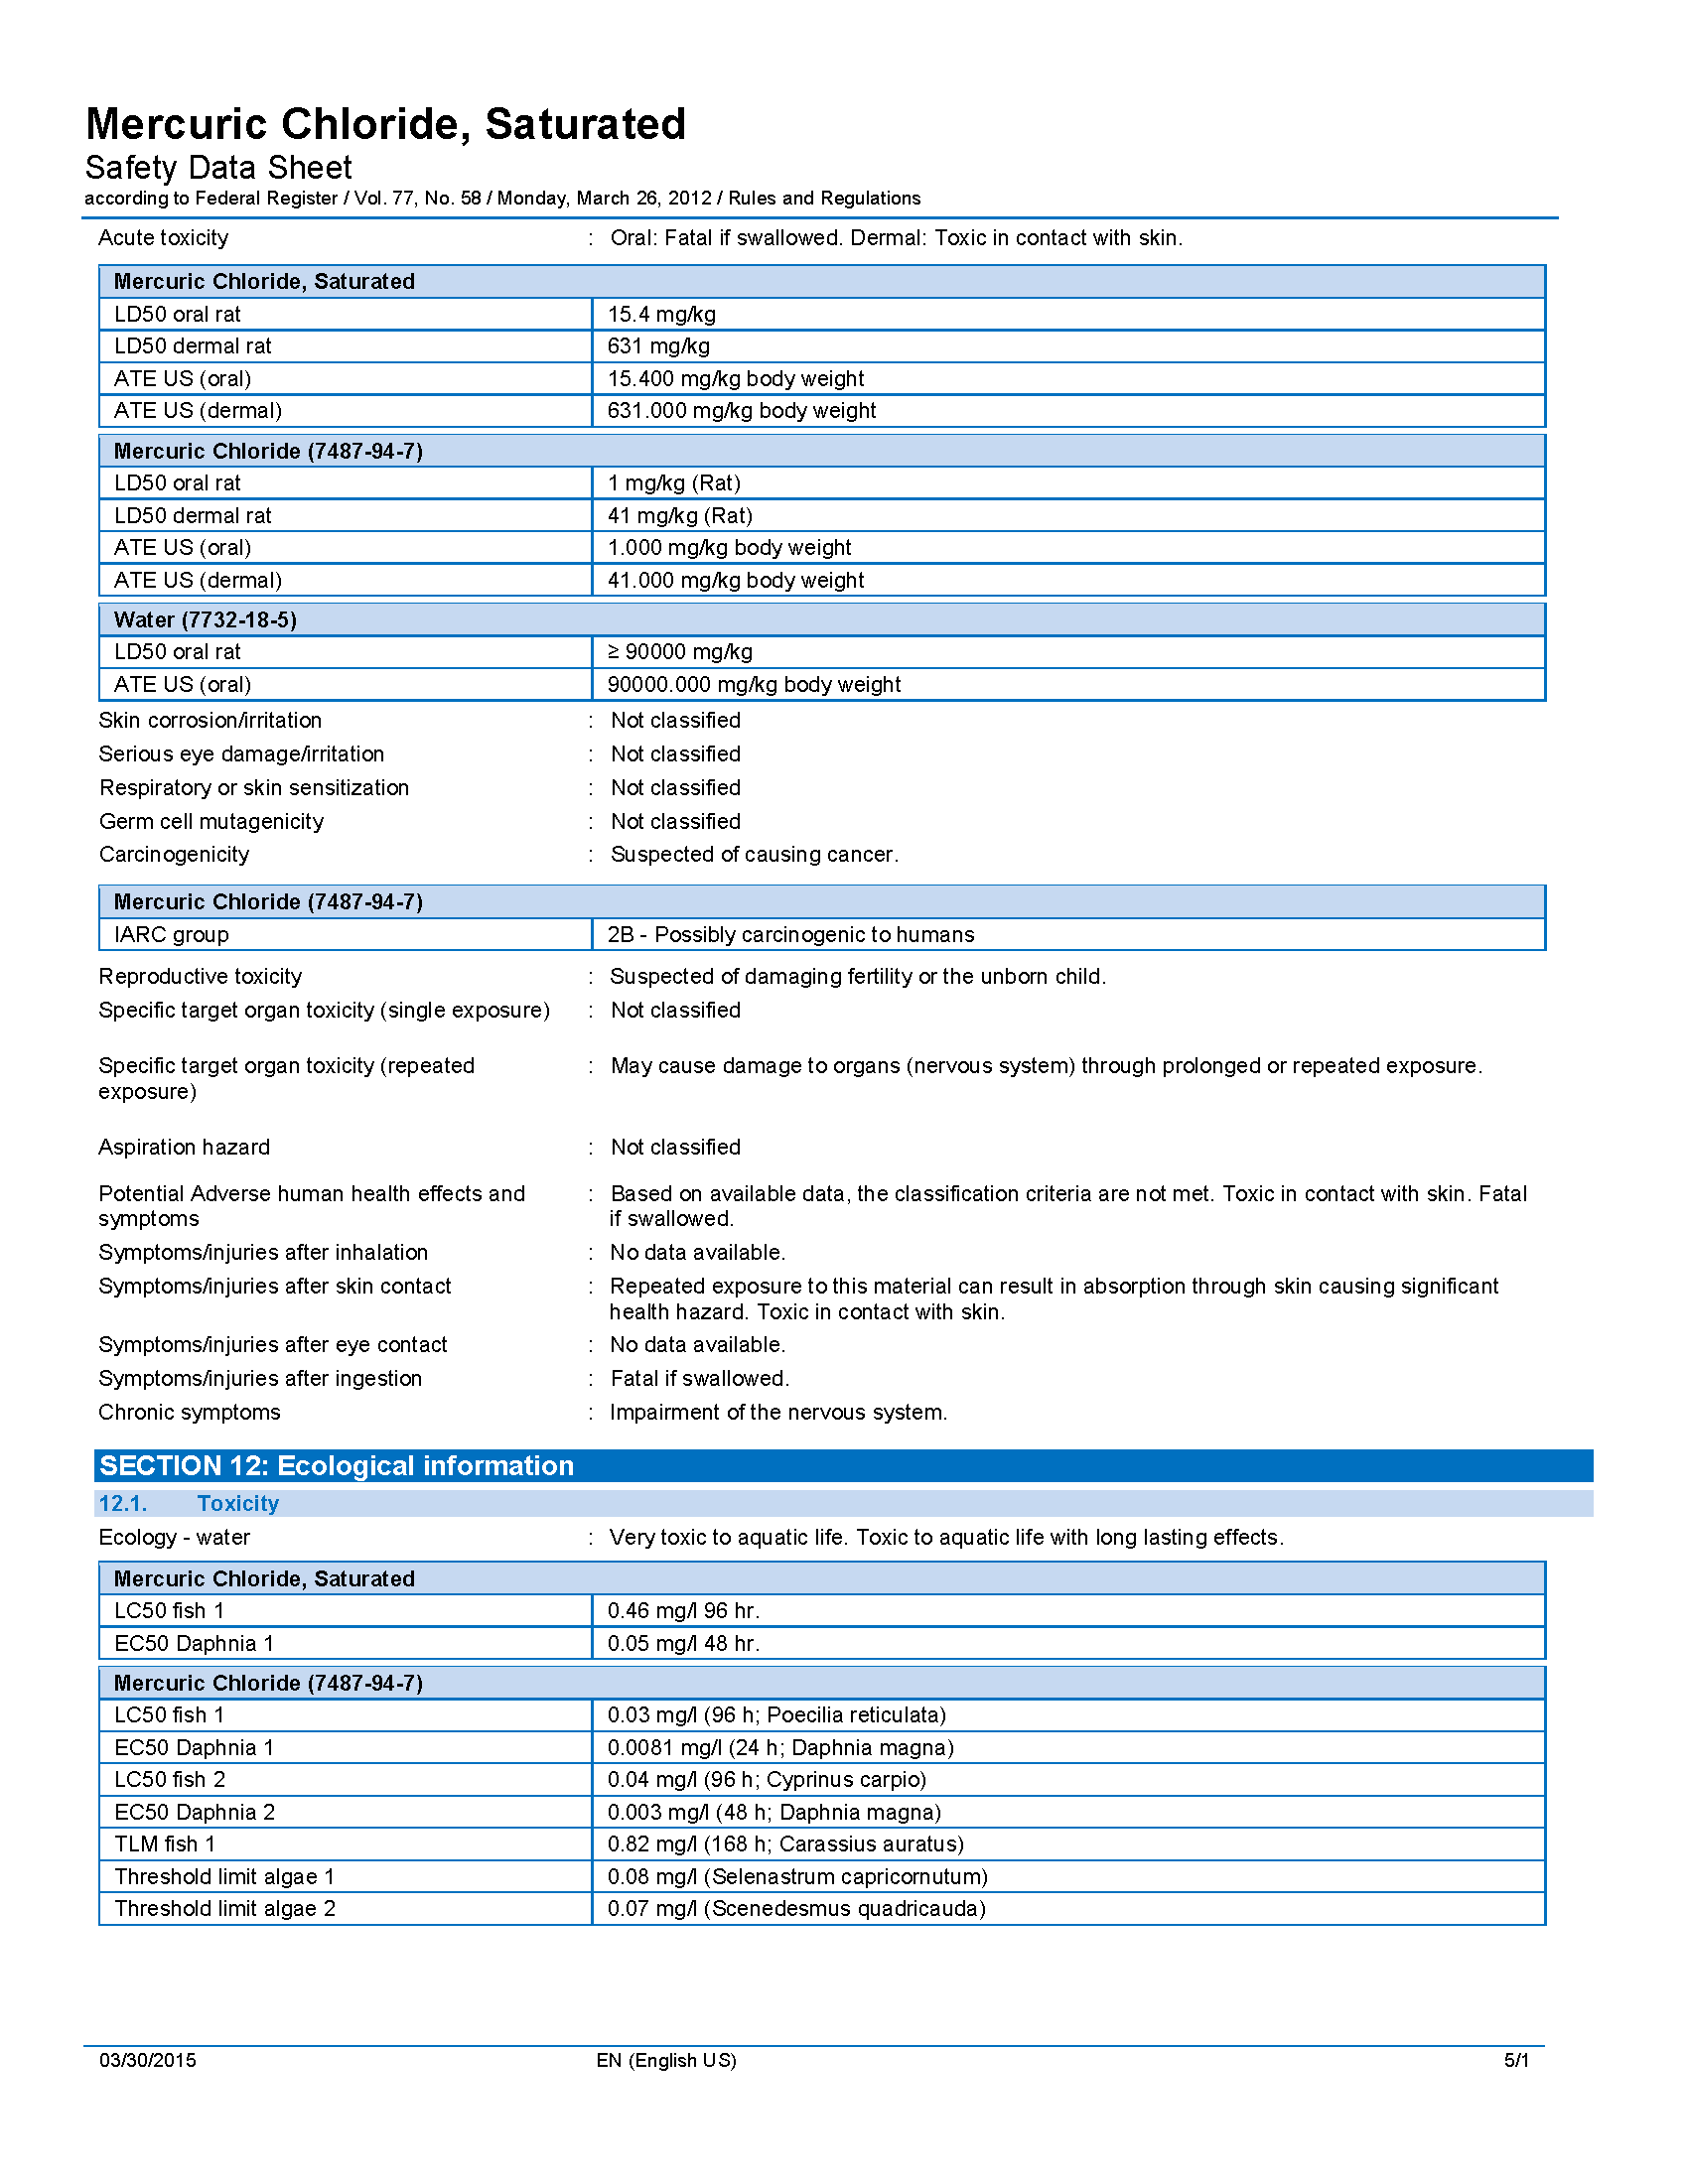 Mercuric Chloride, Saturated
Safety Data Sheet
according to Federal Register / Vol. 77, No. 58 / Monday, March 26, 2012 / Rules and Regulations
Acute toxicity : Oral: Fatal if swallowed. Dermal: Toxic in contact with skin.
Mercuric Chloride, Saturated
LD50 oral rat 15.4 mg/kg
LD50 dermal rat 631 mg/kg
ATE US (oral) 15.400 mg/kg body weight
ATE US (dermal) 631.000 mg/kg body weight
Mercuric Chloride (7487-94-7)
LD50 oral rat 1 mg/kg (Rat)
LD50 dermal rat 41 mg/kg (Rat)
ATE US (oral) 1.000 mg/kg body weight
ATE US (dermal) 41.000 mg/kg body weight
Water (7732-18-5)
LD50 oral rat ≥ 90000 mg/kg
ATE US (oral) 90000.000 mg/kg body weight
Skin corrosion/irritation : Not classified
Serious eye damage/irritation : Not classified
Respiratory or skin sensitization : Not classified
Germ cell mutagenicity : Not classified
Carcinogenicity : Suspected of causing cancer.
Mercuric Chloride (7487-94-7)
IARC group 2B - Possibly carcinogenic to humans
Reproductive toxicity : Suspected of damaging fertility or the unborn child.
Specific target organ toxicity (single exposure) : Not classified
Specific target organ toxicity (repeated : May cause damage to organs (nervous system) through prolonged or repeated exposure.
exposure)
Aspiration hazard : Not classified
Potential Adverse human health effects and : Based on available data, the classification criteria are not met. Toxic in contact with skin. Fatal
symptoms if swallowed.
Symptoms/injuries after inhalation : No data available.
Symptoms/injuries after skin contact : Repeated exposure to this material can result in absorption through skin causing significant
health hazard. Toxic in contact with skin.
Symptoms/injuries after eye contact : No data available.
Symptoms/injuries after ingestion : Fatal if swallowed.
Chronic symptoms : Impairment of the nervous system.
SECTION 12: Ecological information
12.1. Toxicity
Ecology - water : Very toxic to aquatic life. Toxic to aquatic life with long lasting effects.
Mercuric Chloride, Saturated
LC50 fish 1 0.46 mg/l 96 hr.
EC50 Daphnia 1 0.05 mg/l 48 hr.
Mercuric Chloride (7487-94-7)
LC50 fish 1 0.03 mg/l (96 h; Poecilia reticulata)
EC50 Daphnia 1 0.0081 mg/l (24 h; Daphnia magna)
LC50 fish 2 0.04 mg/l (96 h; Cyprinus carpio)
EC50 Daphnia 2 0.003 mg/l (48 h; Daphnia magna)
TLM fish 1 0.82 mg/l (168 h; Carassius auratus)
Threshold limit algae 1 0.08 mg/l (Selenastrum capricornutum)
Threshold limit algae 2 0.07 mg/l (Scenedesmus quadricauda)
03/30/2015 EN (English US) 5/1